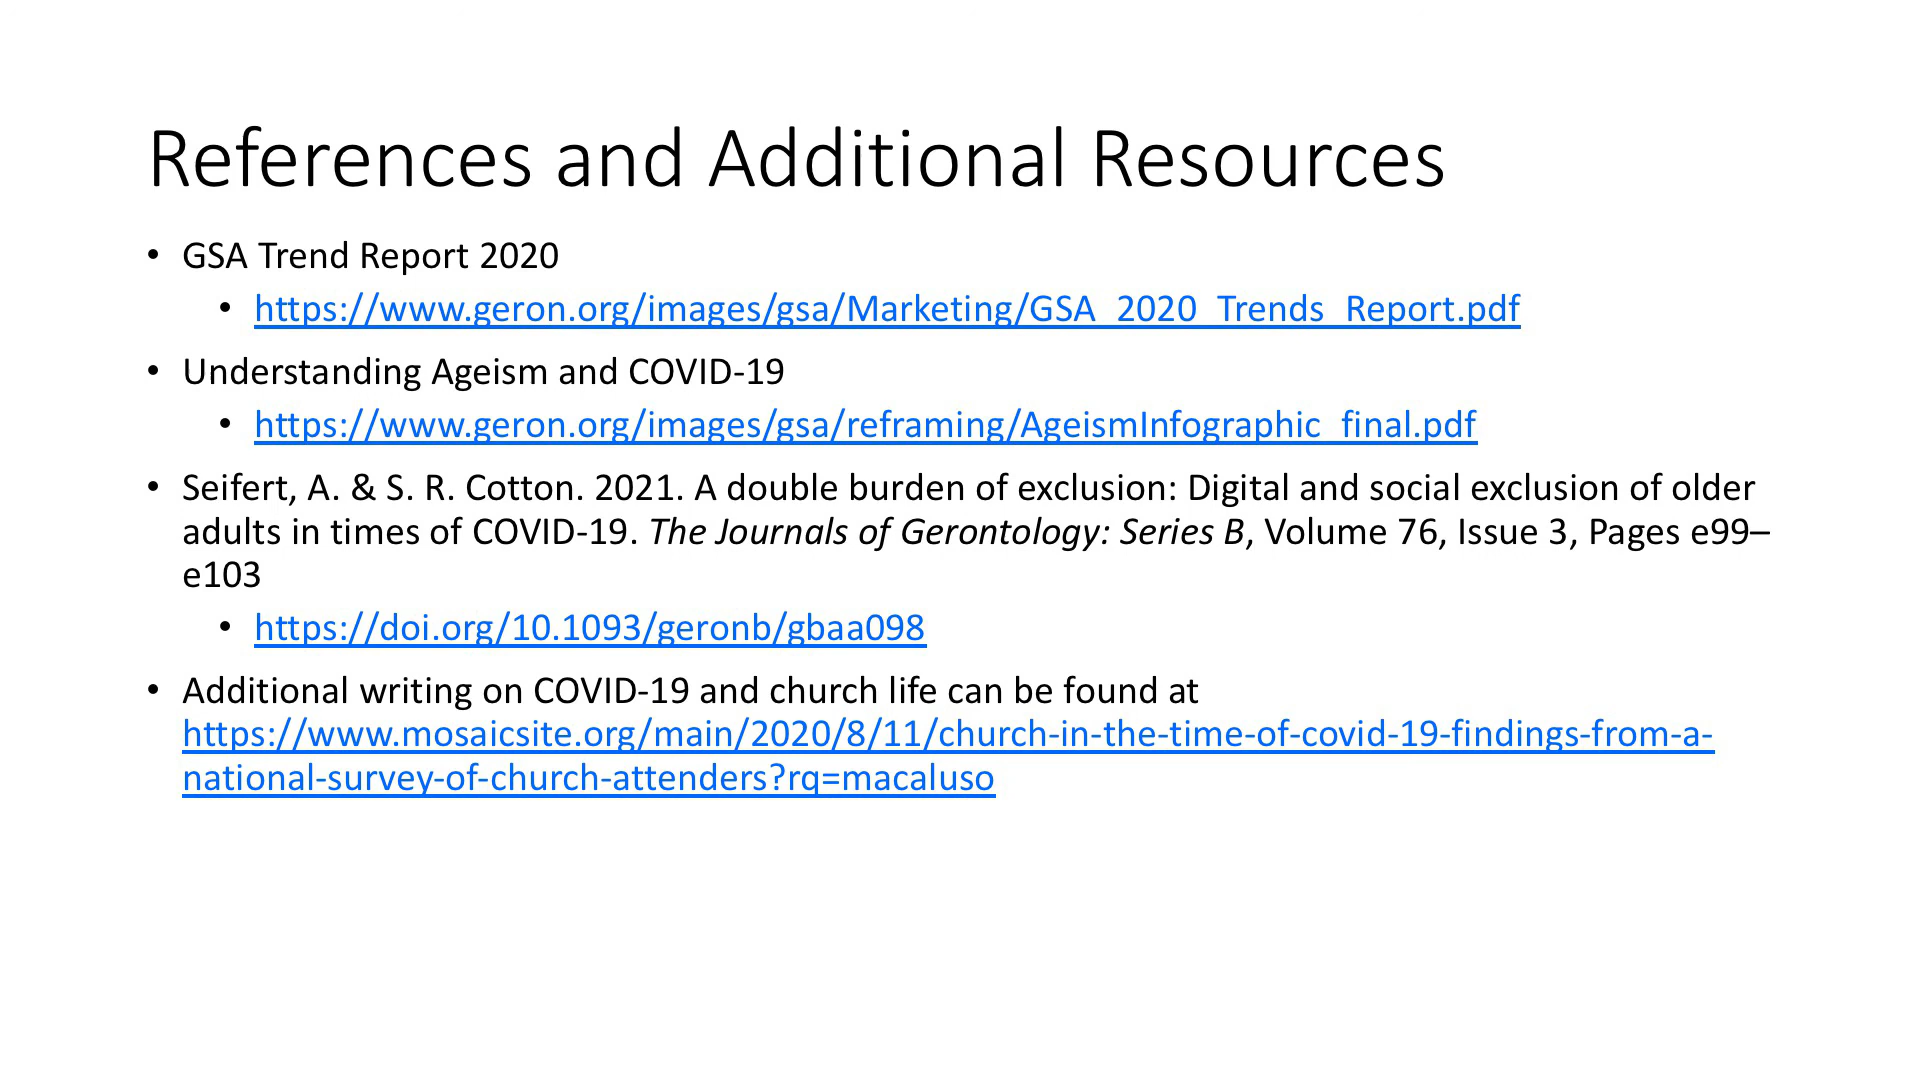 References and Additional Resources
• GSA Trend Report 2020
• https://www.geron.org/images/gsa/Marketing/GSA_2020_Trends_Report.pdf
• Understanding Ageism and COVID-19
• https://www.geron.org/images/gsa/reframing/AgeismInfographic_final.pdf
• Seifert, A. & S. R. Cotton. 2021. A double burden of exclusion: Digital and social exclusion of older
adults in times of COVID-19. The Journals of Gerontology: Series B, Volume 76, Issue 3, Pages e99–
e103
• https://doi.org/10.1093/geronb/gbaa098
• Additional writing on COVID-19 and church life can be found at
https://www.mosaicsite.org/main/2020/8/11/church-in-the-time-of-covid-19-findings-from-a-
national-survey-of-church-attenders?rq=macaluso